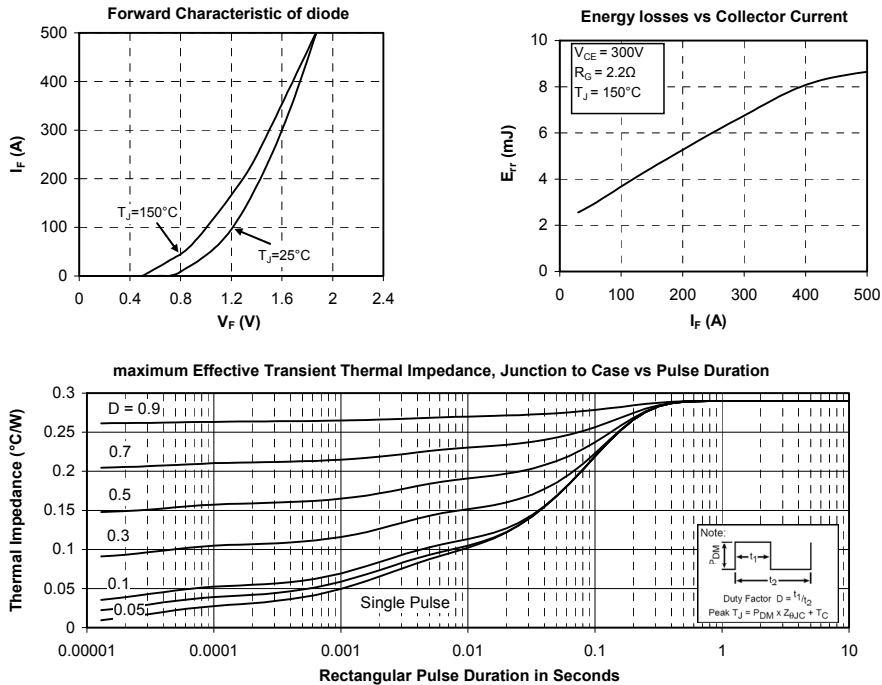 Forward Characteristic of diode
500
400
300
200
100
0
I_F (A)
T_J=150°C
T_J=25°C
0 0.4 0.8 1.2 1.6 2 2.4
V_F (V)
Energy losses vs Collector Current
10
8
6
4
2
0
E_rr (mJ)
V_CE = 300V
R_G = 2.2Ω
T_J = 150°C
0 100 200 300 400 500
I_F (A)
maximum Effective Transient Thermal Impedance, Junction to Case vs Pulse Duration
0.3
0.25
0.2
0.15
0.1
0.05
0
Thermal Impedance (°C/W)
D = 0.9
0.7
0.5
0.3
0.1
0.05
Single Pulse
Note:
P_DM
t_1
t_2
Duty Factor D = t_1/t_2
Peak T_J = P_DM x Z_θJC + T_C
0.00001 0.0001 0.001 0.01 0.1 1 10
Rectangular Pulse Duration in Seconds